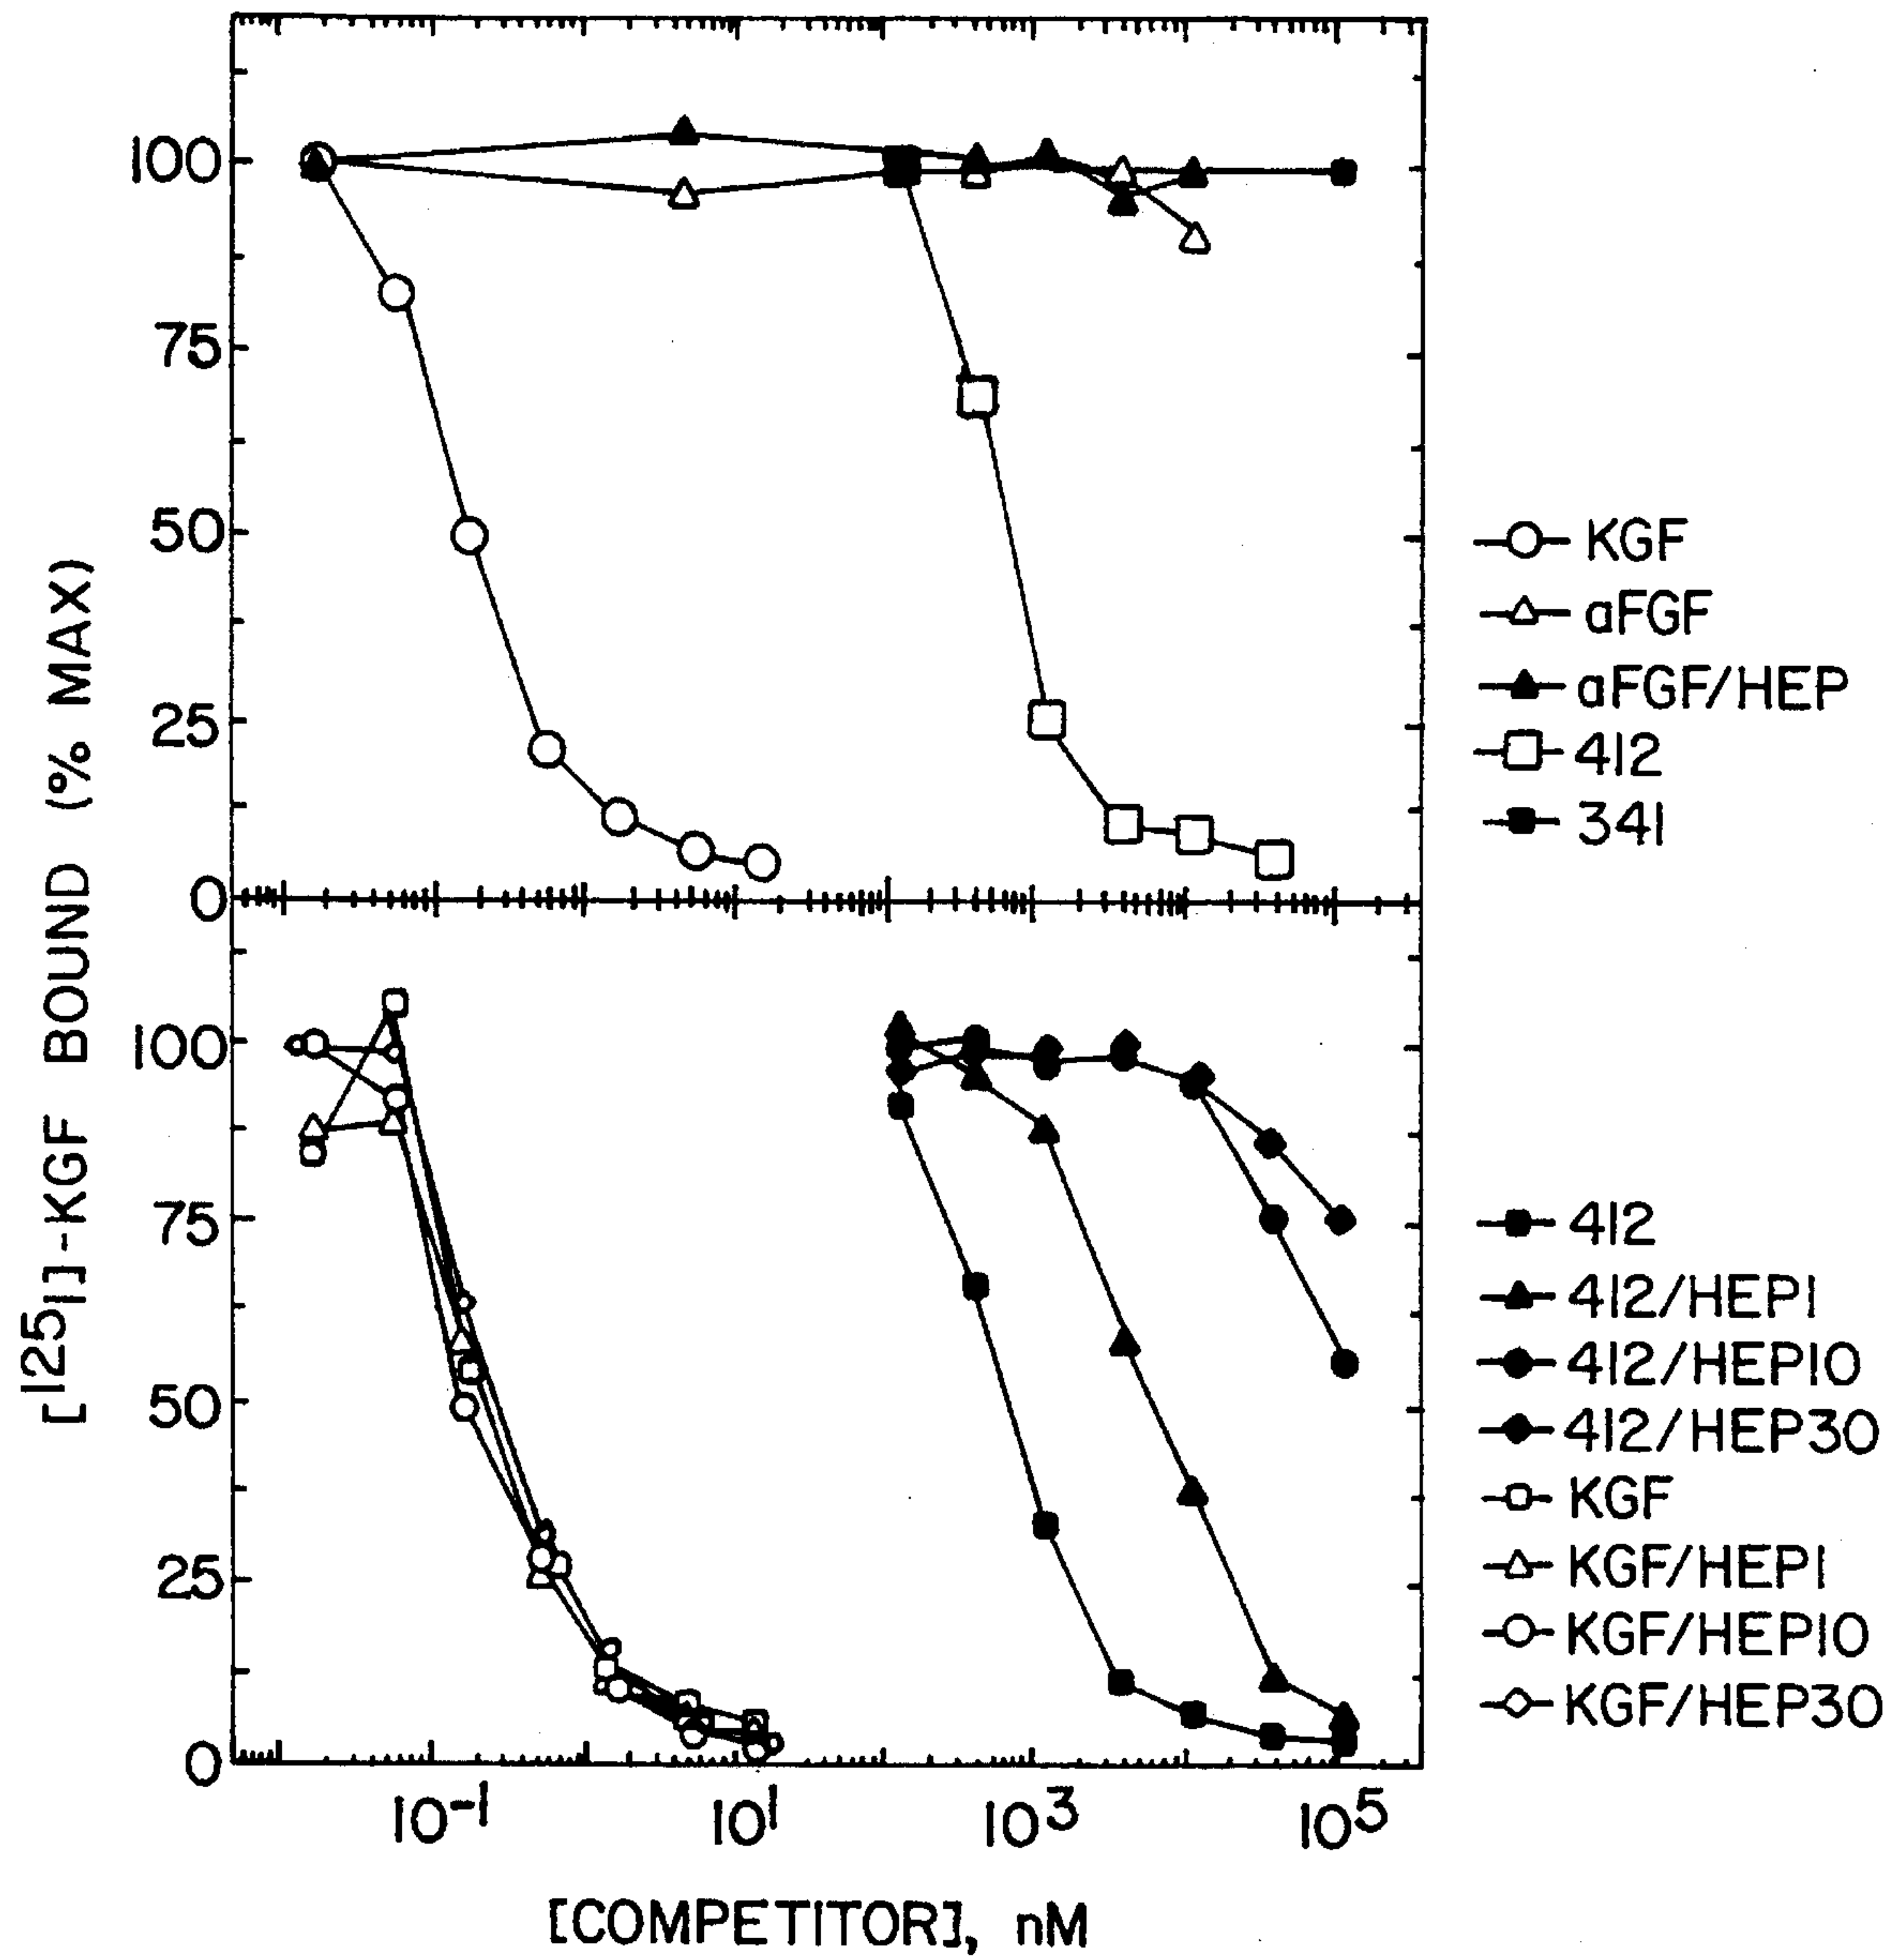 [125I]-KGF BOUND (% MAX)
100
75
50
25
0
KGF
aFGF
aFGF/HEP
412
341
100
75
50
25
0
412
412/HEP1
412/HEP10
412/HEP30
KGF
KGF/HEP1
KGF/HEP10
KGF/HEP30
10-1 101 103 105
[COMPETITOR], nM